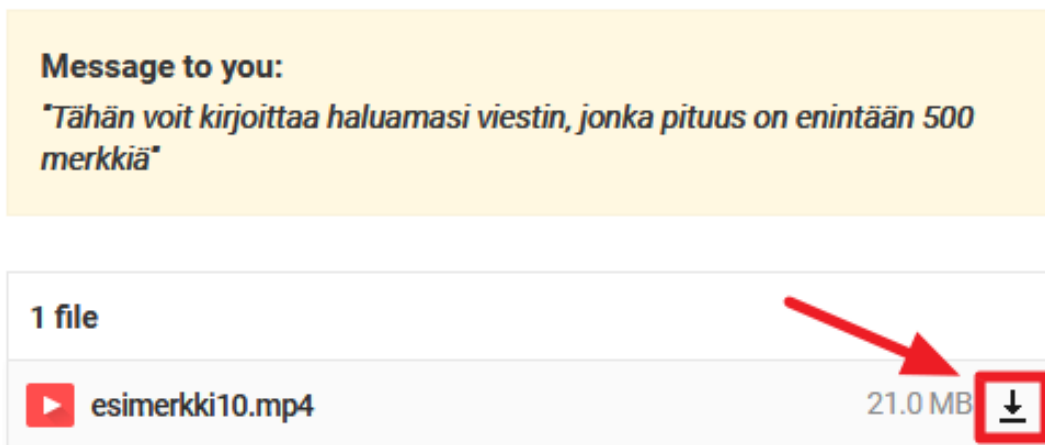 Message to you:
"Tähän voit kirjoittaa haluamasi viestin, jonka pituus on enintään 500
merkkiä"
1 file
esimerkki10.mp4 21.0 MB